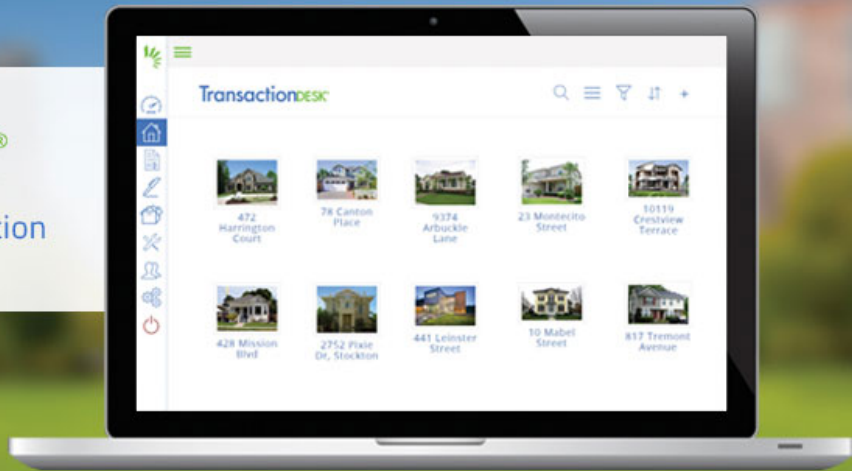 ®
tion
TransactionDESK®
472
Harrington
Court
78 Canton
Place
9374
Arbuckle
Lane
23 Montecito
Street
10119
Crestview
Terrace
428 Mission
Blvd
2752 Pixie
Dr, Stockton
441 Leinster
Street
10 Mabel
Street
817 Tremont
Avenue